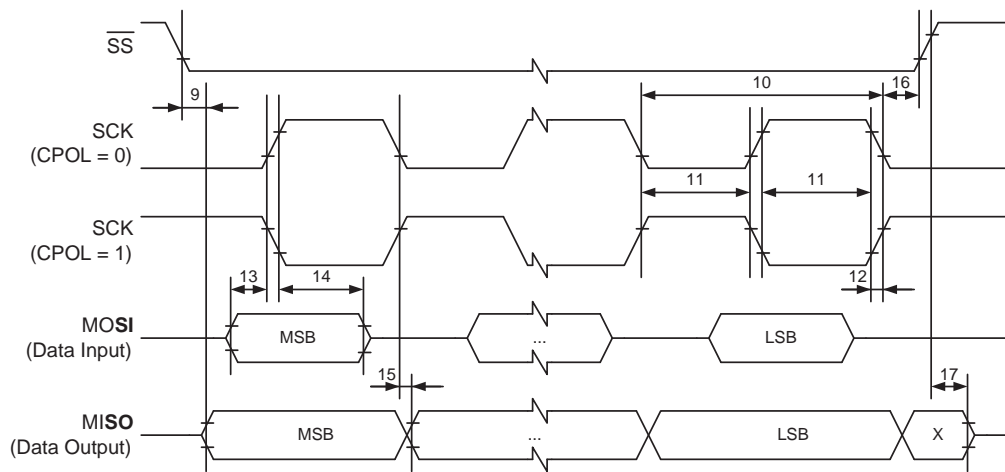 SS
9
10
16
SCK
(CPOL = 0)
11
11
SCK
(CPOL = 1)
12
13
14
MOSI
(Data Input)
MSB
...
LSB
15
17
MISO
(Data Output)
MSB
...
LSB
X